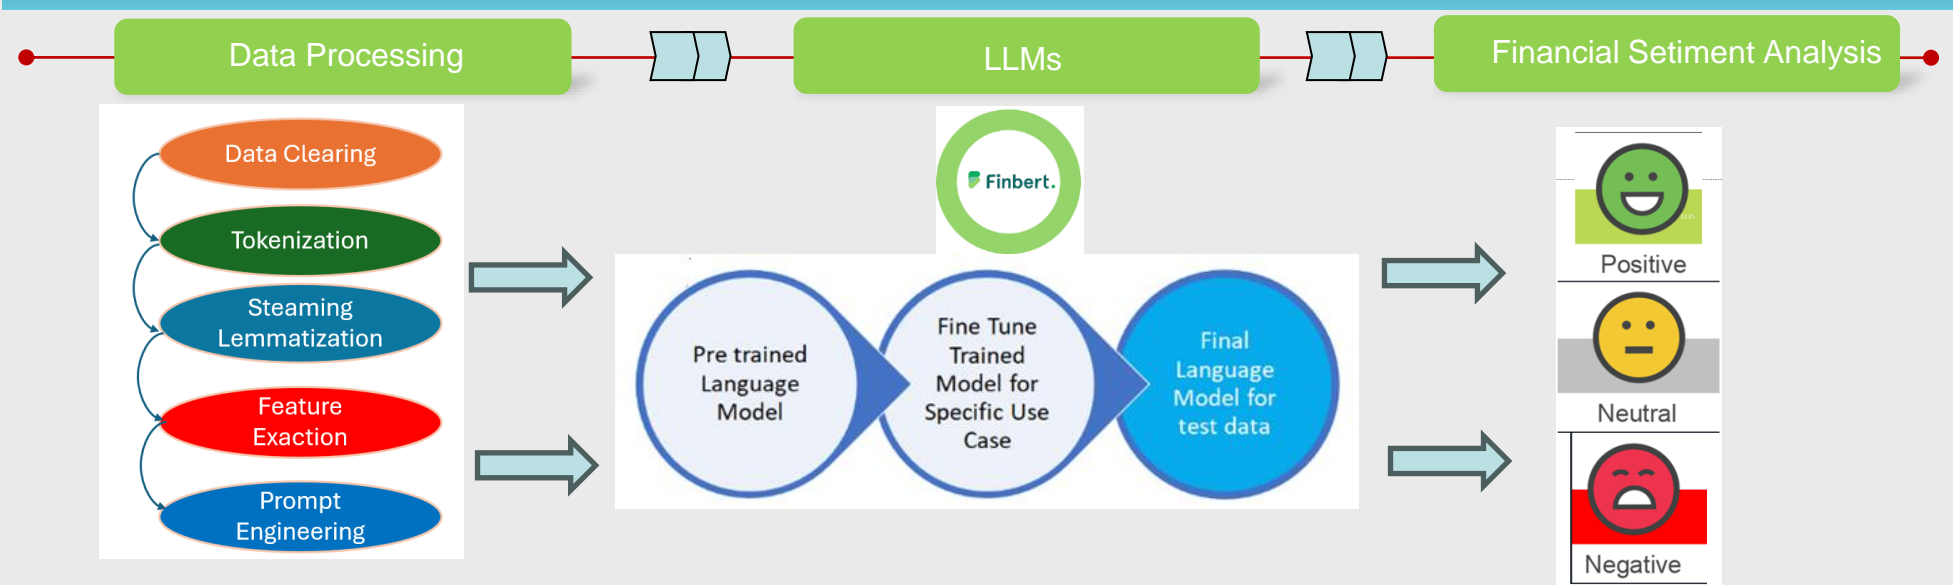 Data Processing
LLMs
Financial Setiment Analysis
Data Clearing
Tokenization
Steaming
Lemmatization
Feature
Exaction
Prompt
Engineering
Finbert.
Pre trained
Language
Model
Fine Tune
Trained
Model for
Specific Use
Case
Final
Language
Model for
test data
Positive
Neutral
Negative